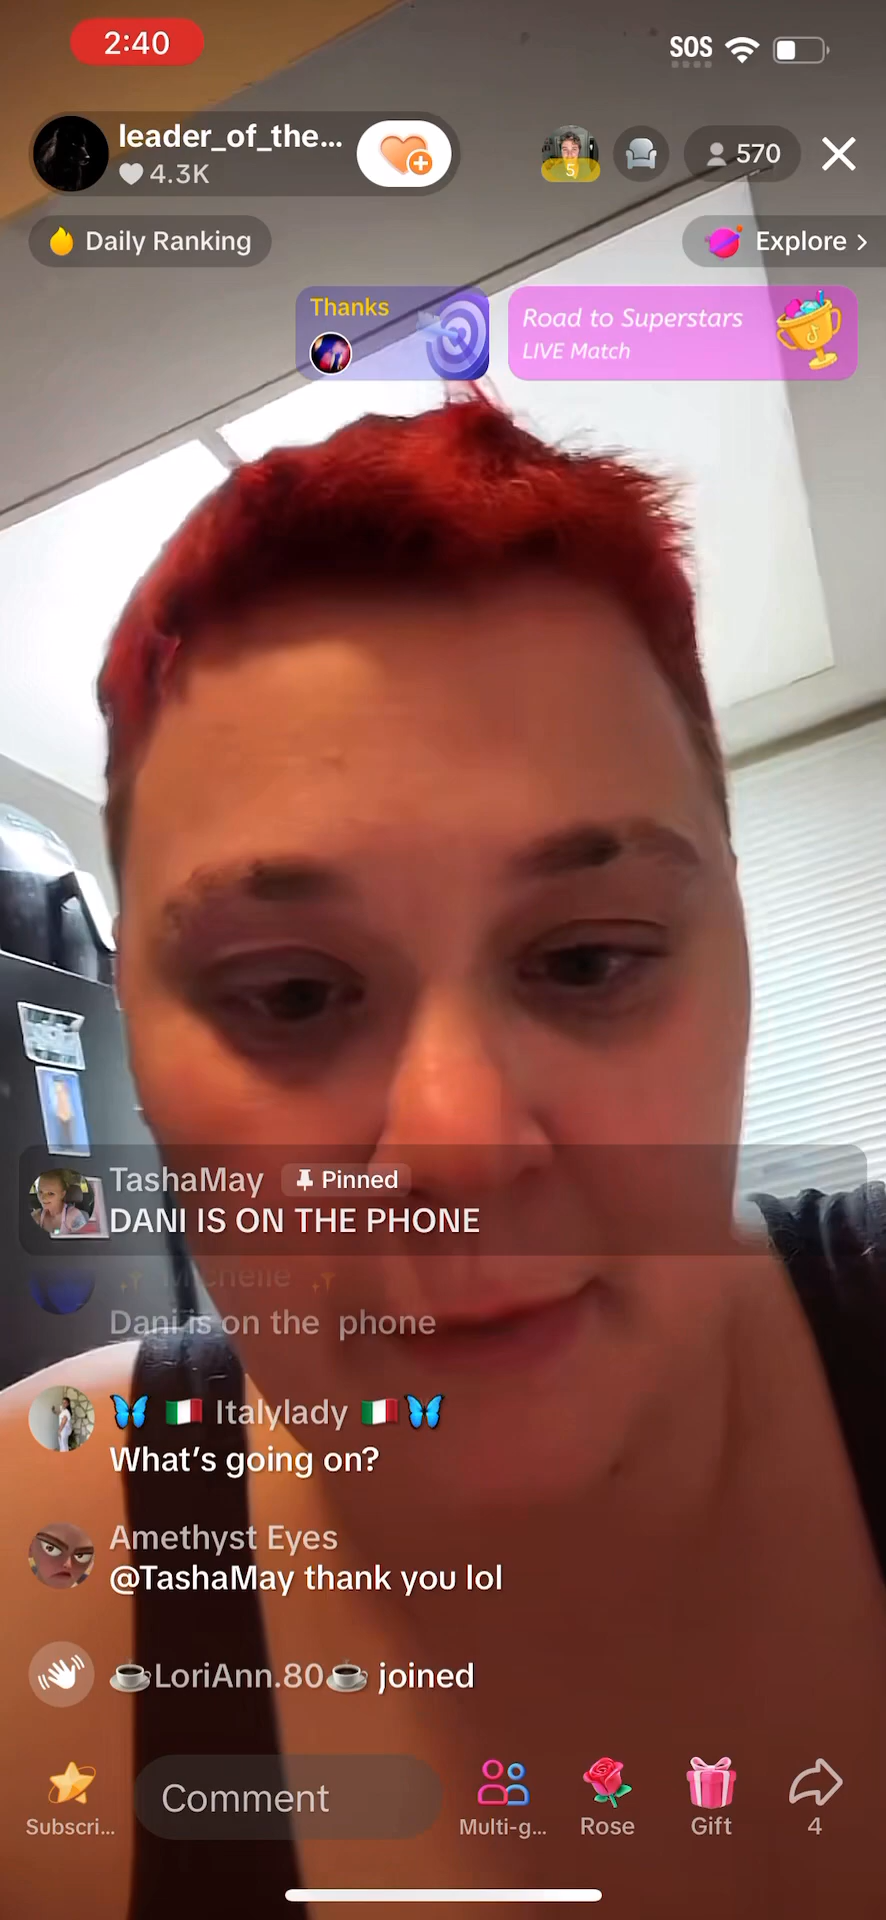 2:40
SOS
leader_of_the...
4.3K
5
570
Daily Ranking
Explore >
Thanks
Road to Superstars
LIVE Match
TashaMay Pinned
DANI IS ON THE PHONE
Michelle
Dani is on the phone
Italylady
What's going on?
Amethyst Eyes
@TashaMay thank you lol
LoriAnn.80 joined
Subscri...
Comment
Multi-g...
Rose
Gift
4